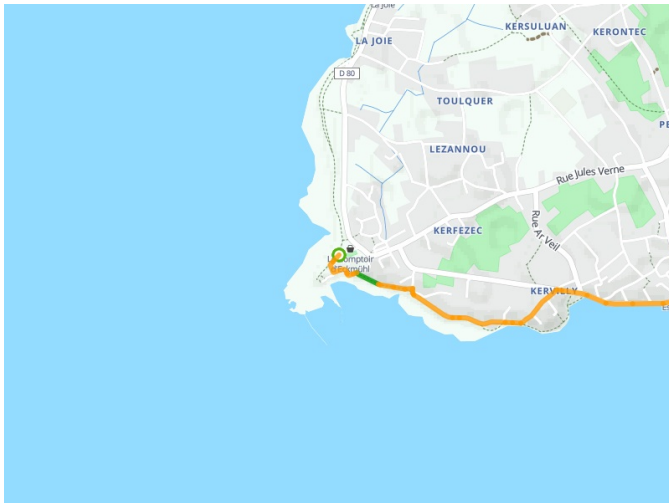 La Joie
KERSULUAN
KERONTEC
LA JOIE
D 80
TOULQUER
LEZANNOU
Rue Jules Verne
Rue Ar Veil
KERFEZEC
KERVILLY